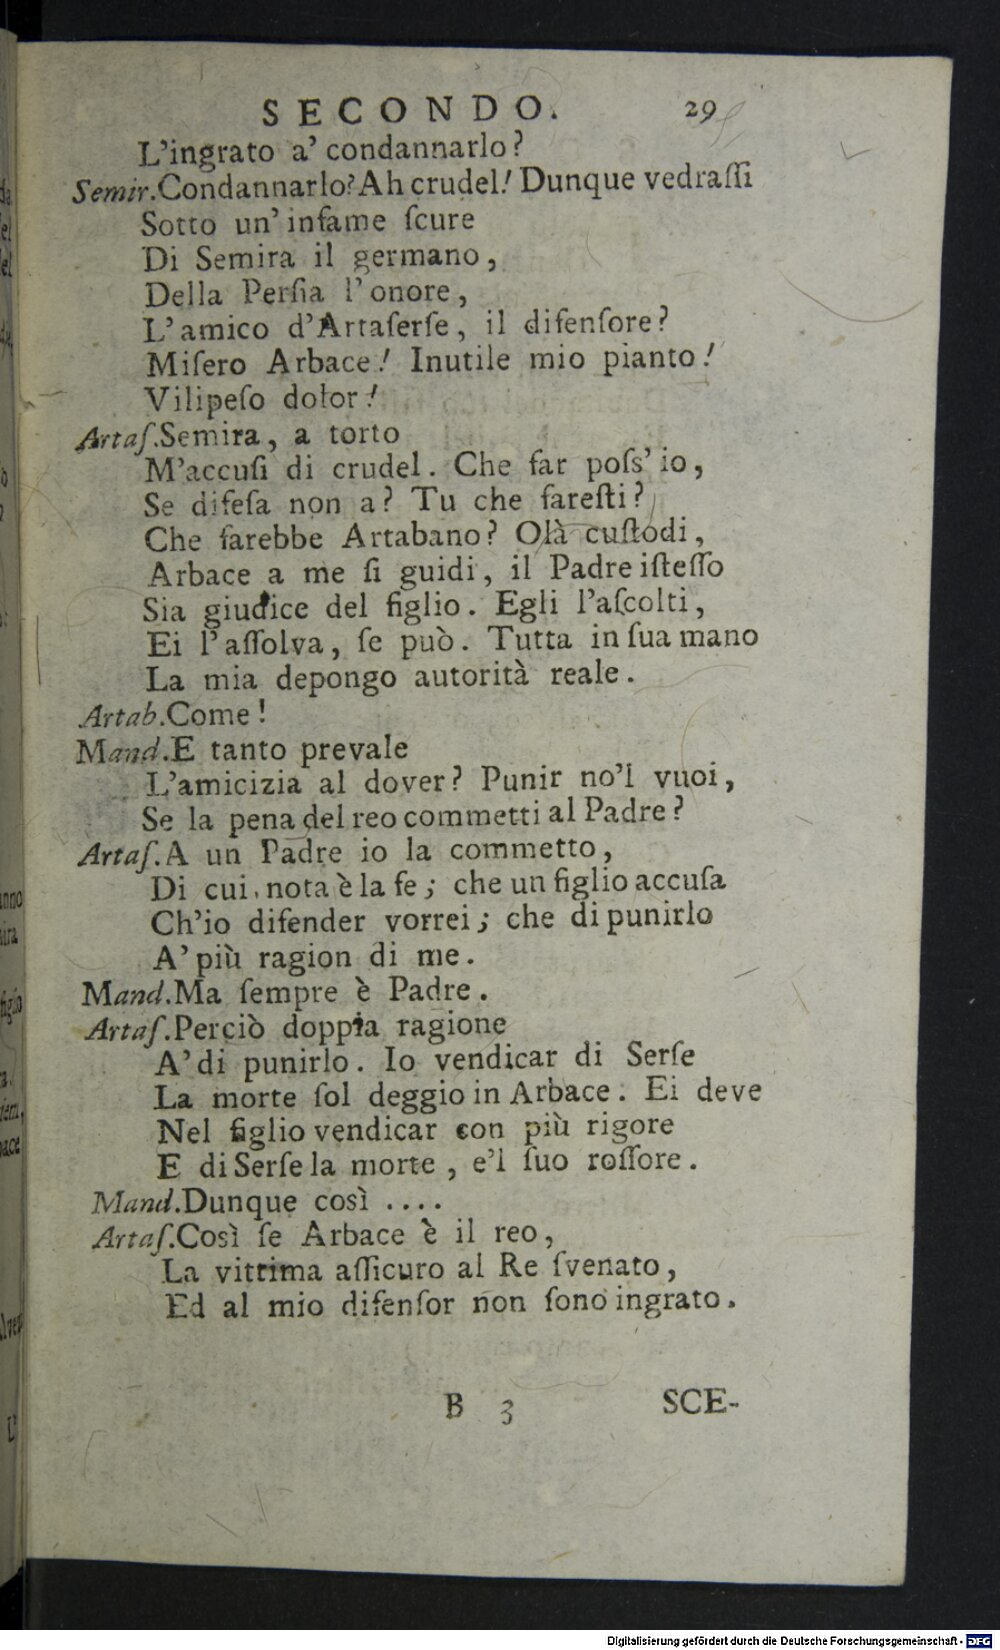 SECONDO. 29
L'ingrato a' condannarlo?
Semir.Condannarlo? Ah crudel! Dunque vedraſſi
Sotto un' infame ſcure
Di Semira il germano,
Della Perſia l'onore,
L'amico d'Artaſerſe, il difenſore?
Miſero Arbace! Inutile mio pianto!
Vilipeſo dolor!
Artaſ.Semira, a torto
M'accuſi di crudel. Che far poſs' io,
Se difeſa non a? Tu che fareſti?
Che farebbe Artabano? Olà cuſtodi,
Arbace a me ſi guidi, il Padre iſteſſo
Sia giudice del figlio. Egli l'aſcolti,
Ei l'aſſolva, ſe può. Tutta in ſua mano
La mia depongo autorità reale.
Artab.Come!
Mand.E tanto prevale
L'amicizia al dover? Punir no'l vuoi,
Se la pena del reo commetti al Padre?
Artaſ.A un Padre io la commetto,
Di cui nota è la fe; che un figlio accuſa
Ch'io difender vorrei; che di punirlo
A' più ragion di me.
Mand.Ma ſempre è Padre.
Artaſ.Perciò doppia ragione
A' di punirlo. Io vendicar di Serſe
La morte ſol deggio in Arbace. Ei deve
Nel figlio vendicar con più rigore
E di Serſe la morte, e'l ſuo roſſore.
Mand.Dunque così ....
Artaſ.Così ſe Arbace è il reo,
La vittima aſſicuro al Re ſvenato,
Ed al mio difenſor non ſono ingrato.
B 3 SCE-
Digitalisierung gefördert durch die Deutsche Forschungsgemeinschaft - DFG